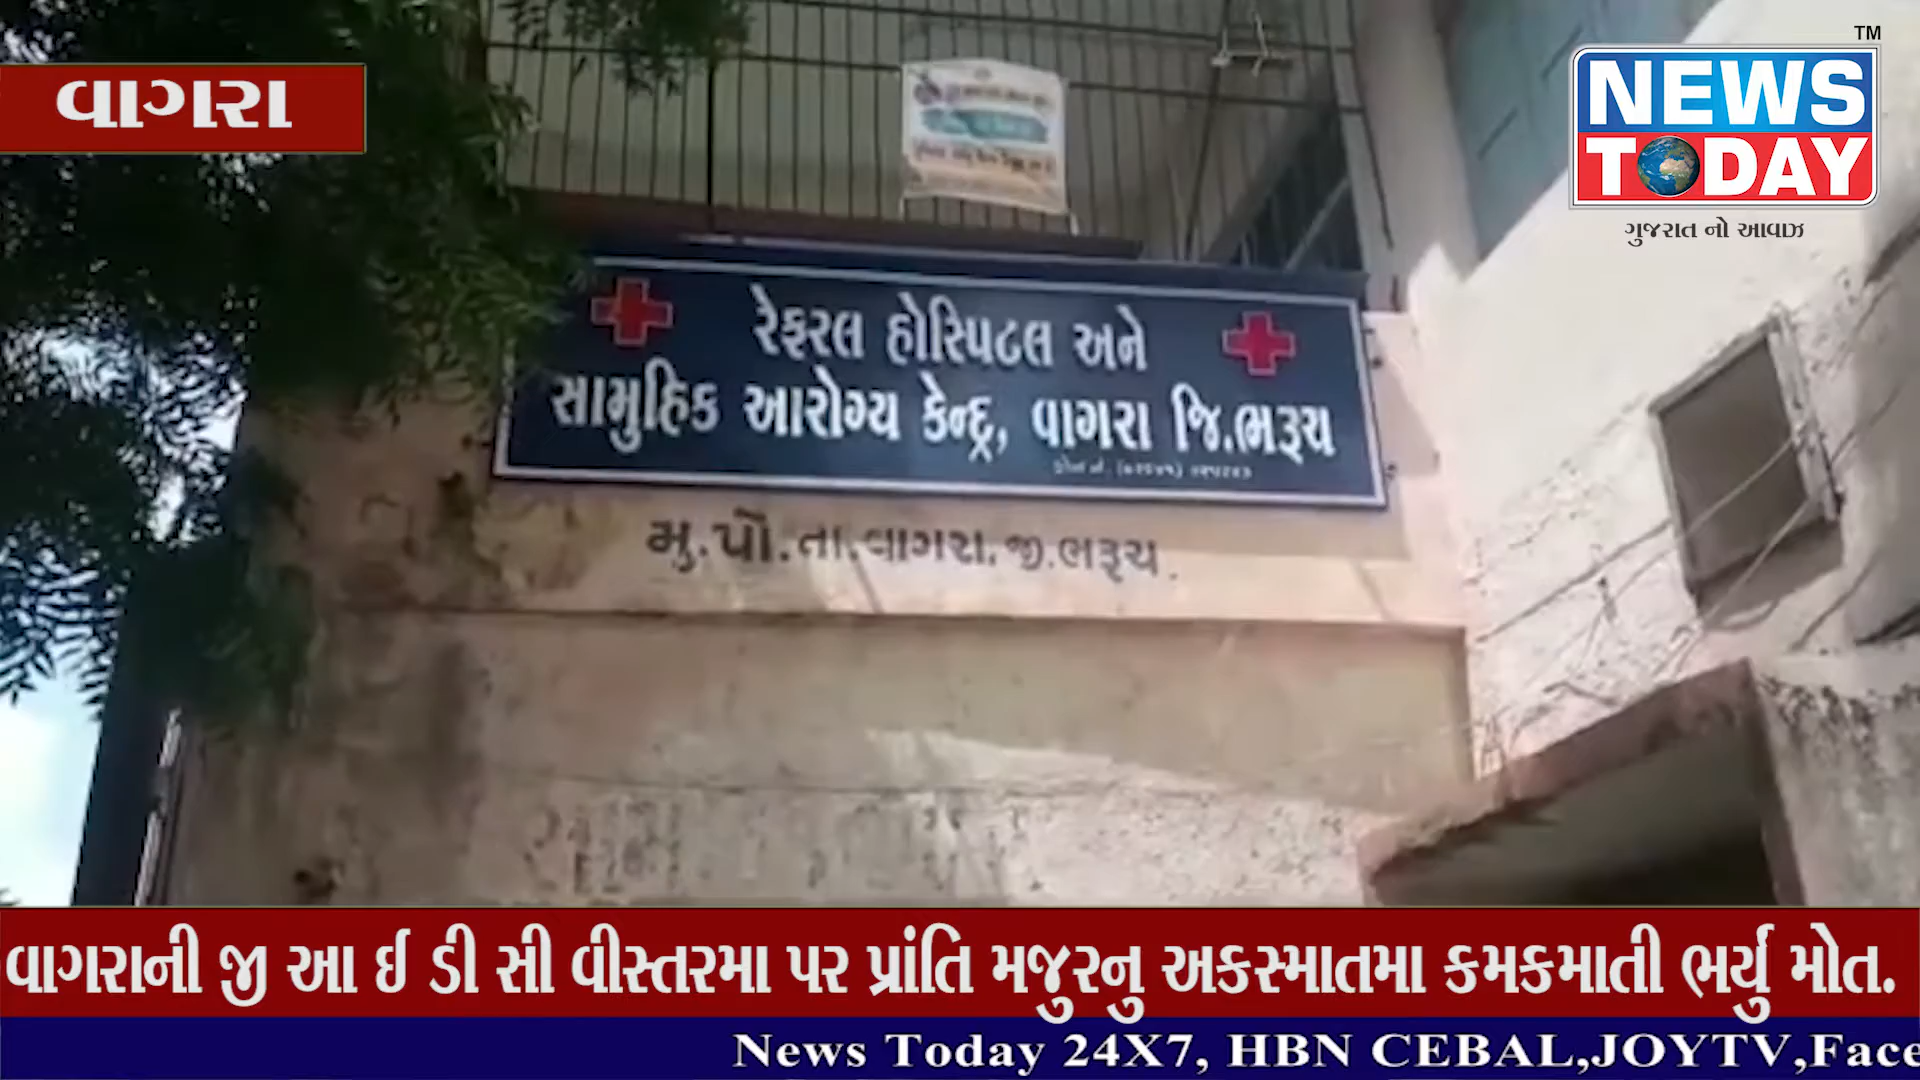 TM
વાગરા
NEWS
TODAY
ગુજરાત નો આવાઝ
રેફરલ હોસ્પિટલ અને
સામુહિક આરોગ્ય કેન્દ્ર, વાગરા જિ.ભરૂચ
મુ.પો.તા.વાગરા.જી.ભરૂચ.
વાગરાની જી આ ઈ ડી સી વીસ્તરમા પર પ્રાંતિ મજુરનુ અકસ્માતમા કમકમાતી ભર્યુ મોત.
News Today 24X7, HBN CEBAL,JOYTV,Face